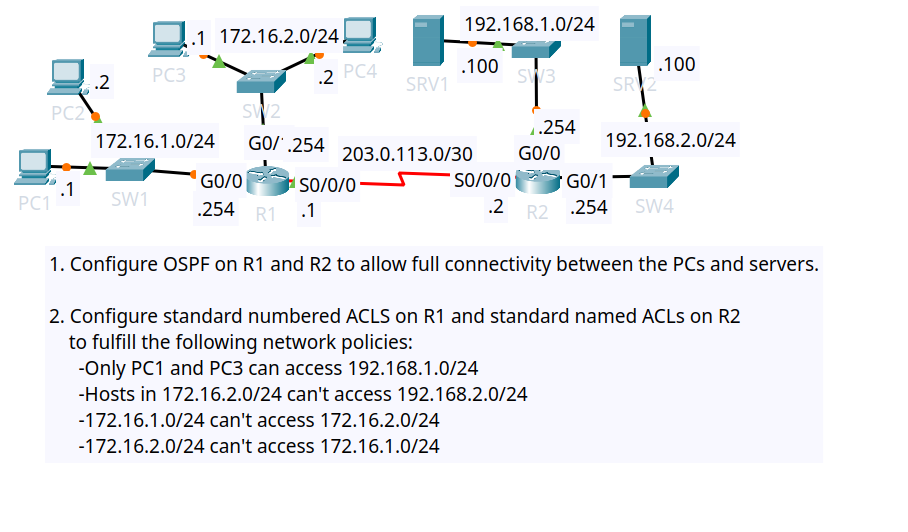 192.168.1.0/24
.1
172.16.2.0/24
PC3
PC4
.2
.100
SRV1
SW3
SRV2
.100
.2
PC2
SW2
.254
172.16.1.0/24
G0/
.254
192.168.2.0/24
203.0.113.0/30
G0/0
PC1
.1
SW1
G0/0
.254
R1
S0/0/0
.1
S0/0/0
.2
R2
G0/1
.254
SW4
1. Configure OSPF on R1 and R2 to allow full connectivity between the PCs and servers.
2. Configure standard numbered ACLS on R1 and standard named ACLs on R2
to fulfill the following network policies:
-Only PC1 and PC3 can access 192.168.1.0/24
-Hosts in 172.16.2.0/24 can't access 192.168.2.0/24
-172.16.1.0/24 can't access 172.16.2.0/24
-172.16.2.0/24 can't access 172.16.1.0/24